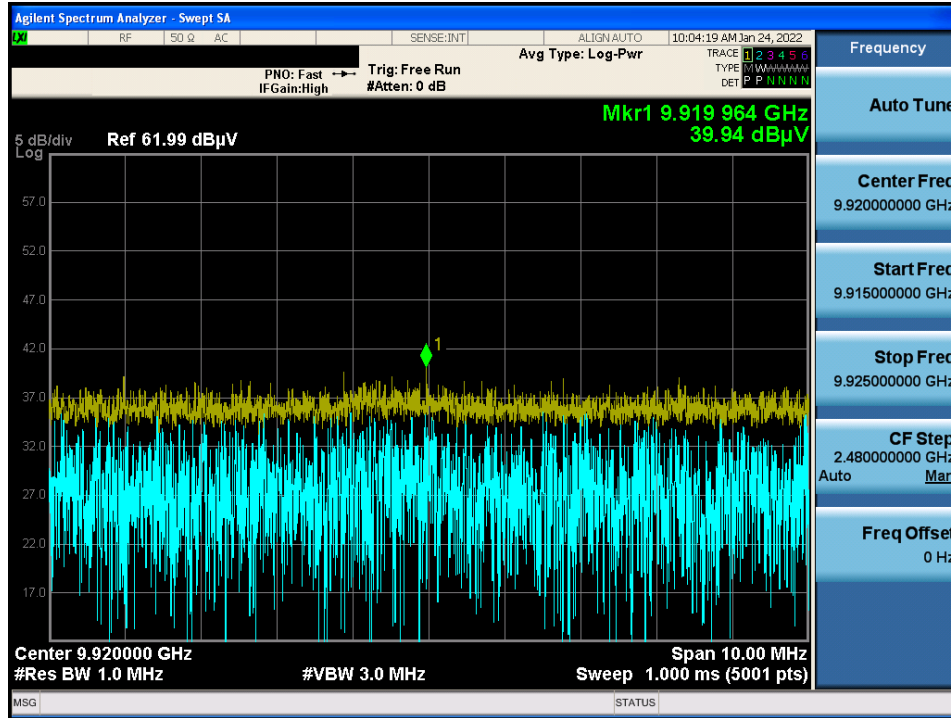 Agilent Spectrum Analyzer - Swept SA
LXI RF 50 Ω AC SENSE:INT ALIGN AUTO 10:04:19 AM Jan 24, 2022
Frequency
Avg Type: Log-Pwr
TRACE 1 2 3 4 5 6
PNO: Fast Trig: Free Run
TYPE MWWWWW
IFGain:High #Atten: 0 dB
DET P P N N N N
Auto Tune
Mkr1 9.919 964 GHz
39.94 dBµV
5 dB/div Ref 61.99 dBµV
Log
57.0
52.0
47.0
42.0
37.0
32.0
27.0
22.0
17.0
1
Center Freq
9.920000000 GHz
Start Freq
9.915000000 GHz
Stop Freq
9.925000000 GHz
CF Step
2.480000000 GHz
Auto Man
Freq Offset
0 Hz
Center 9.920000 GHz Span 10.00 MHz
#Res BW 1.0 MHz #VBW 3.0 MHz Sweep 1.000 ms (5001 pts)
MSG STATUS